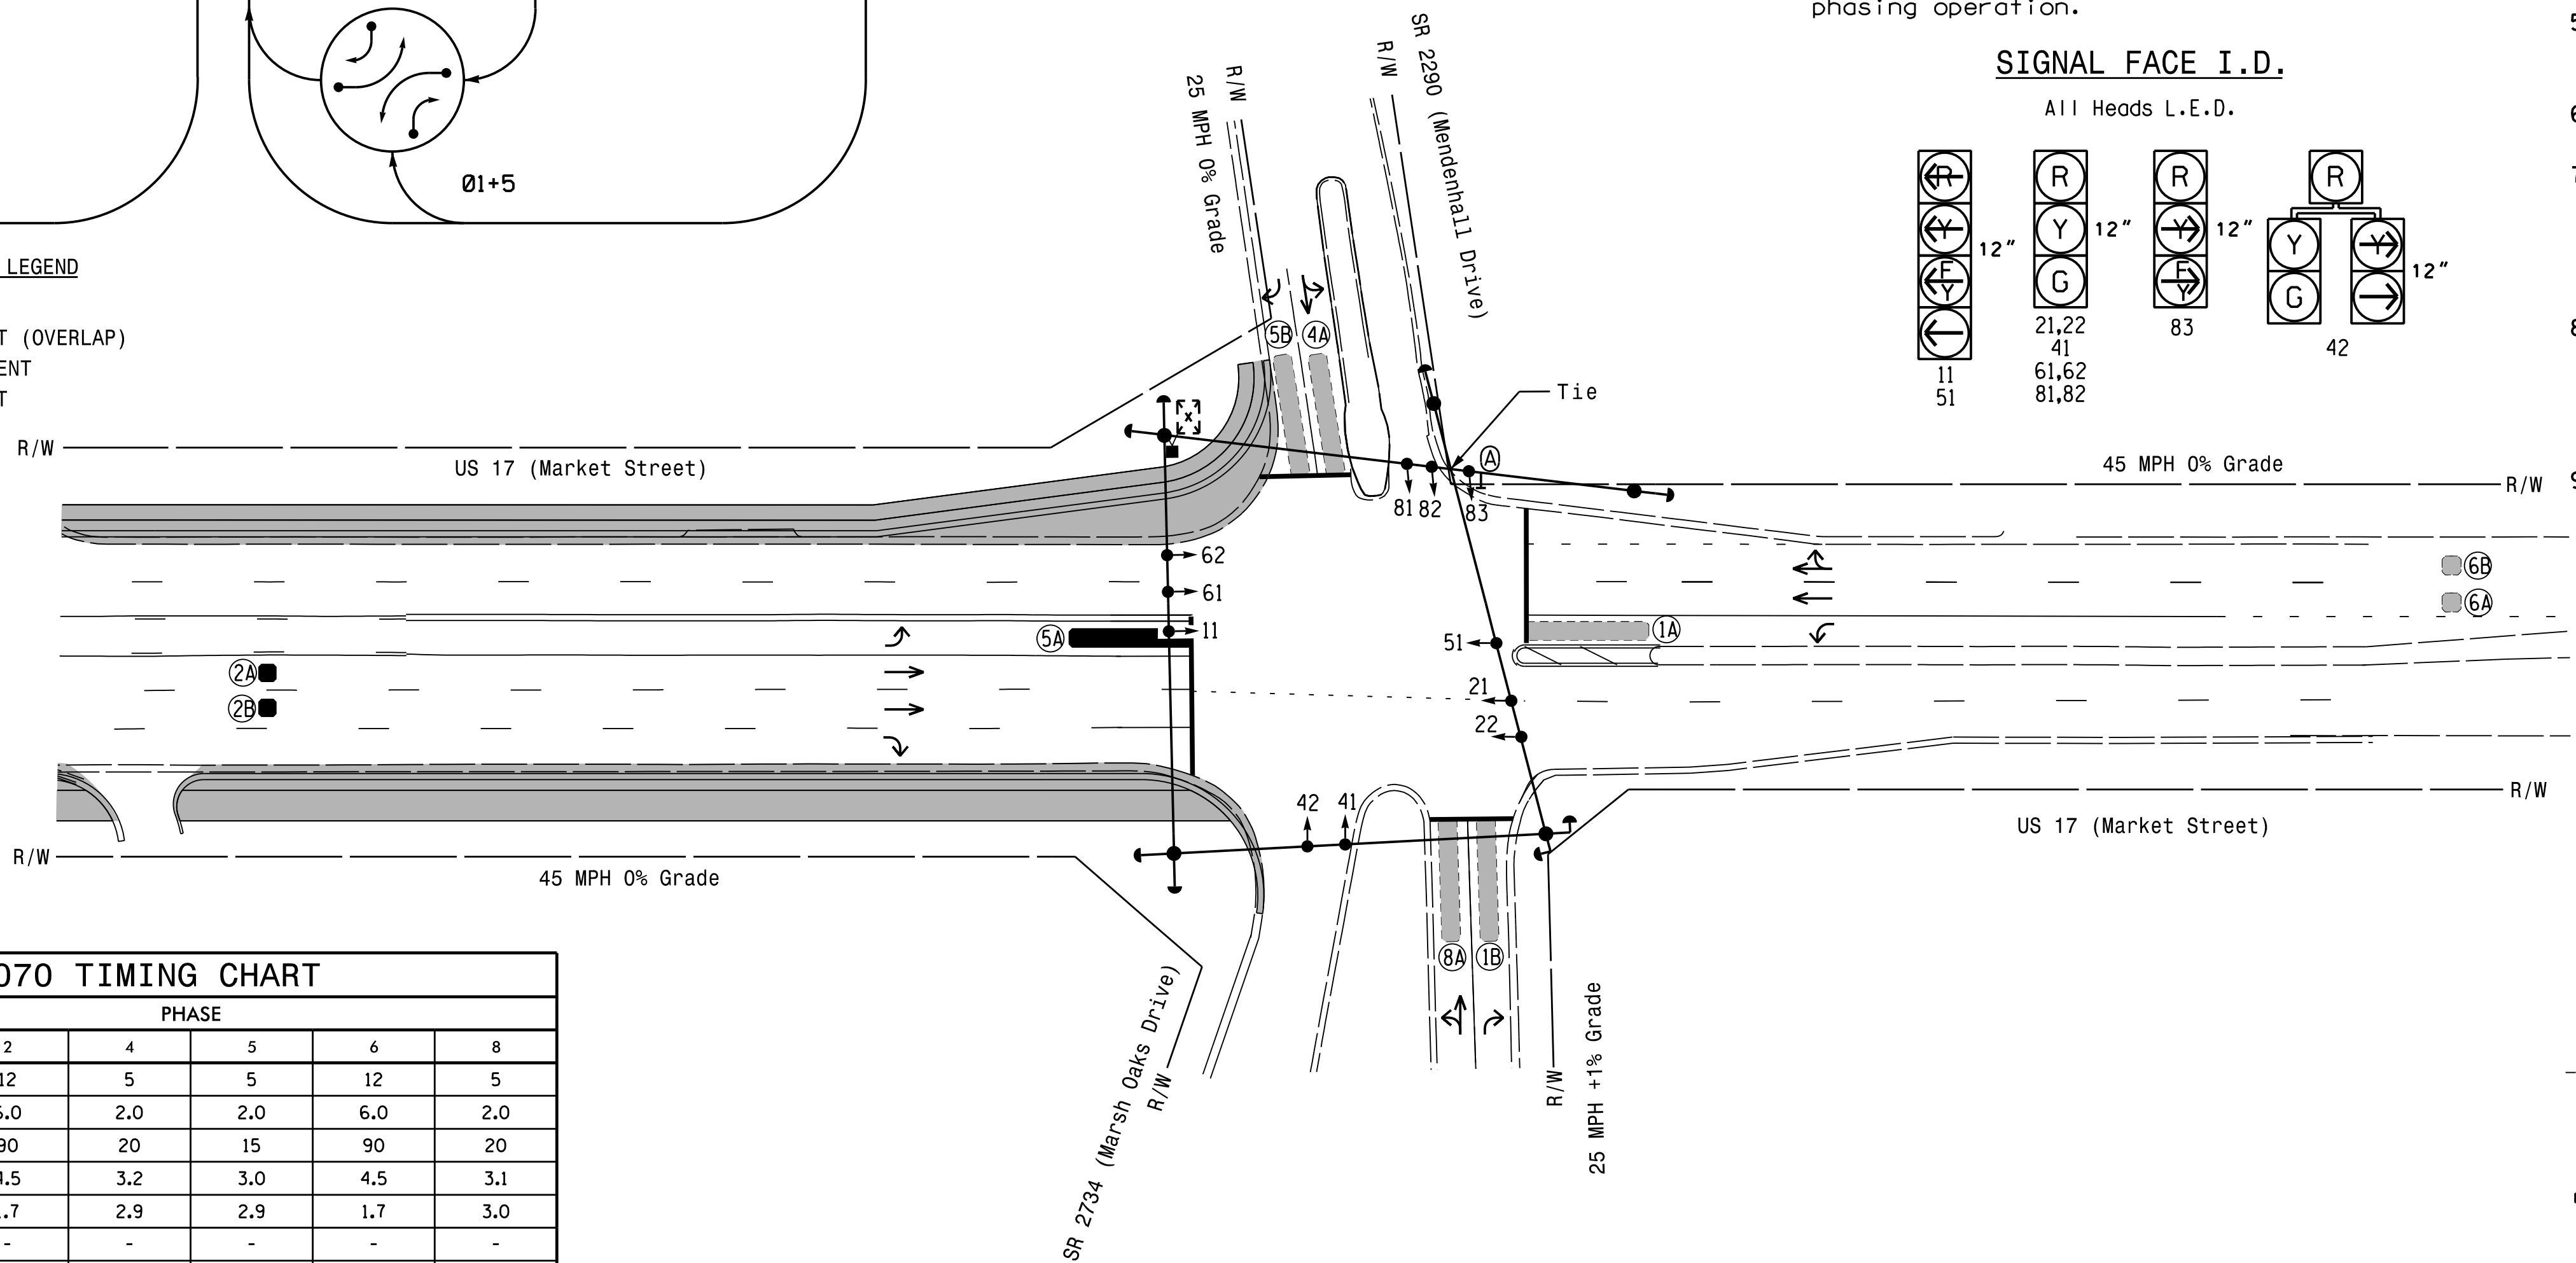 phasing operation.
SIGNAL FACE I.D.
All Heads L.E.D.
R
Y
F
Y
12"
11
51
R
Y
G
12"
21,22
41
61,62
81,82
R
Y
F
Y
12"
83
R
Y
G
Y
12"
42
Ø1+5
LEGEND
T (OVERLAP)
ENT
T
R/W
25 MPH 0% Grade
R/W
SR 2290 (Mendenhall Drive)
5B
4A
Tie
A
R/W
US 17 (Market Street)
45 MPH 0% Grade
R/W
81
82
83
62
61
11
5A
2A
2B
51
21
22
1A
6B
6A
42
41
8A
1B
R/W
45 MPH 0% Grade
R/W
US 17 (Market Street)
SR 2734 (Marsh Oaks Drive)
R/W
R/W
25 MPH +1% Grade
070 TIMING CHART
PHASE
2 4 5 6 8
12 5 5 12 5
.0 2.0 2.0 6.0 2.0
90 20 15 90 20
.5 3.2 3.0 4.5 3.1
.7 2.9 2.9 1.7 3.0
- - - - -